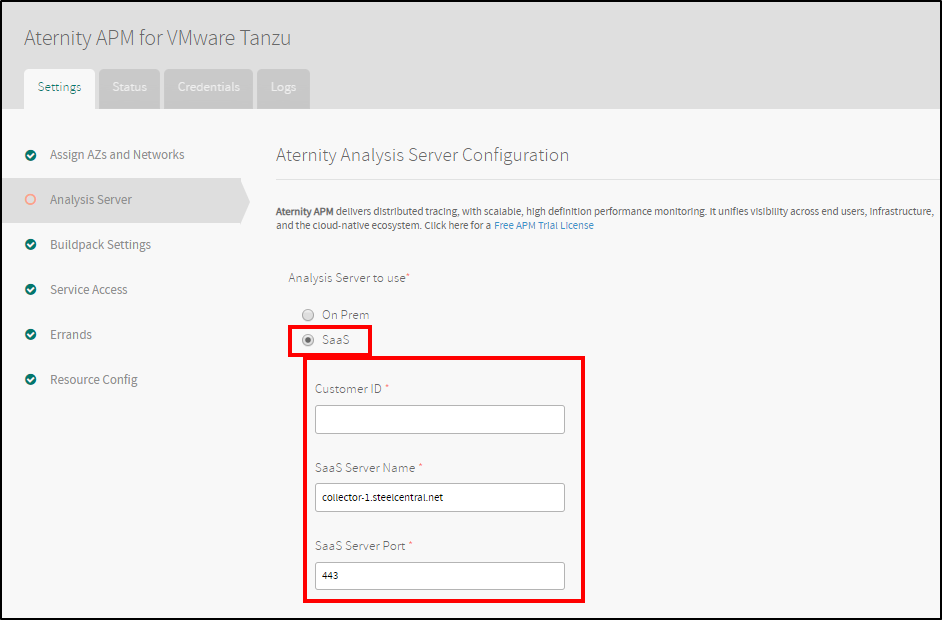 Aternity APM for VMware Tanzu
Settings
Status
Credentials
Logs
Assign AZs and Networks
Analysis Server
Buildpack Settings
Service Access
Errands
Resource Config
Aternity Analysis Server Configuration
Aternity APM delivers distributed tracing, with scalable, high definition performance monitoring. It unifies visibility across end users, infrastructure,
and the cloud-native ecosystem. Click here for a Free APM Trial License
Analysis Server to use*
On Prem
SaaS
Customer ID *
SaaS Server Name *
collector-1.steelcentral.net
SaaS Server Port *
443